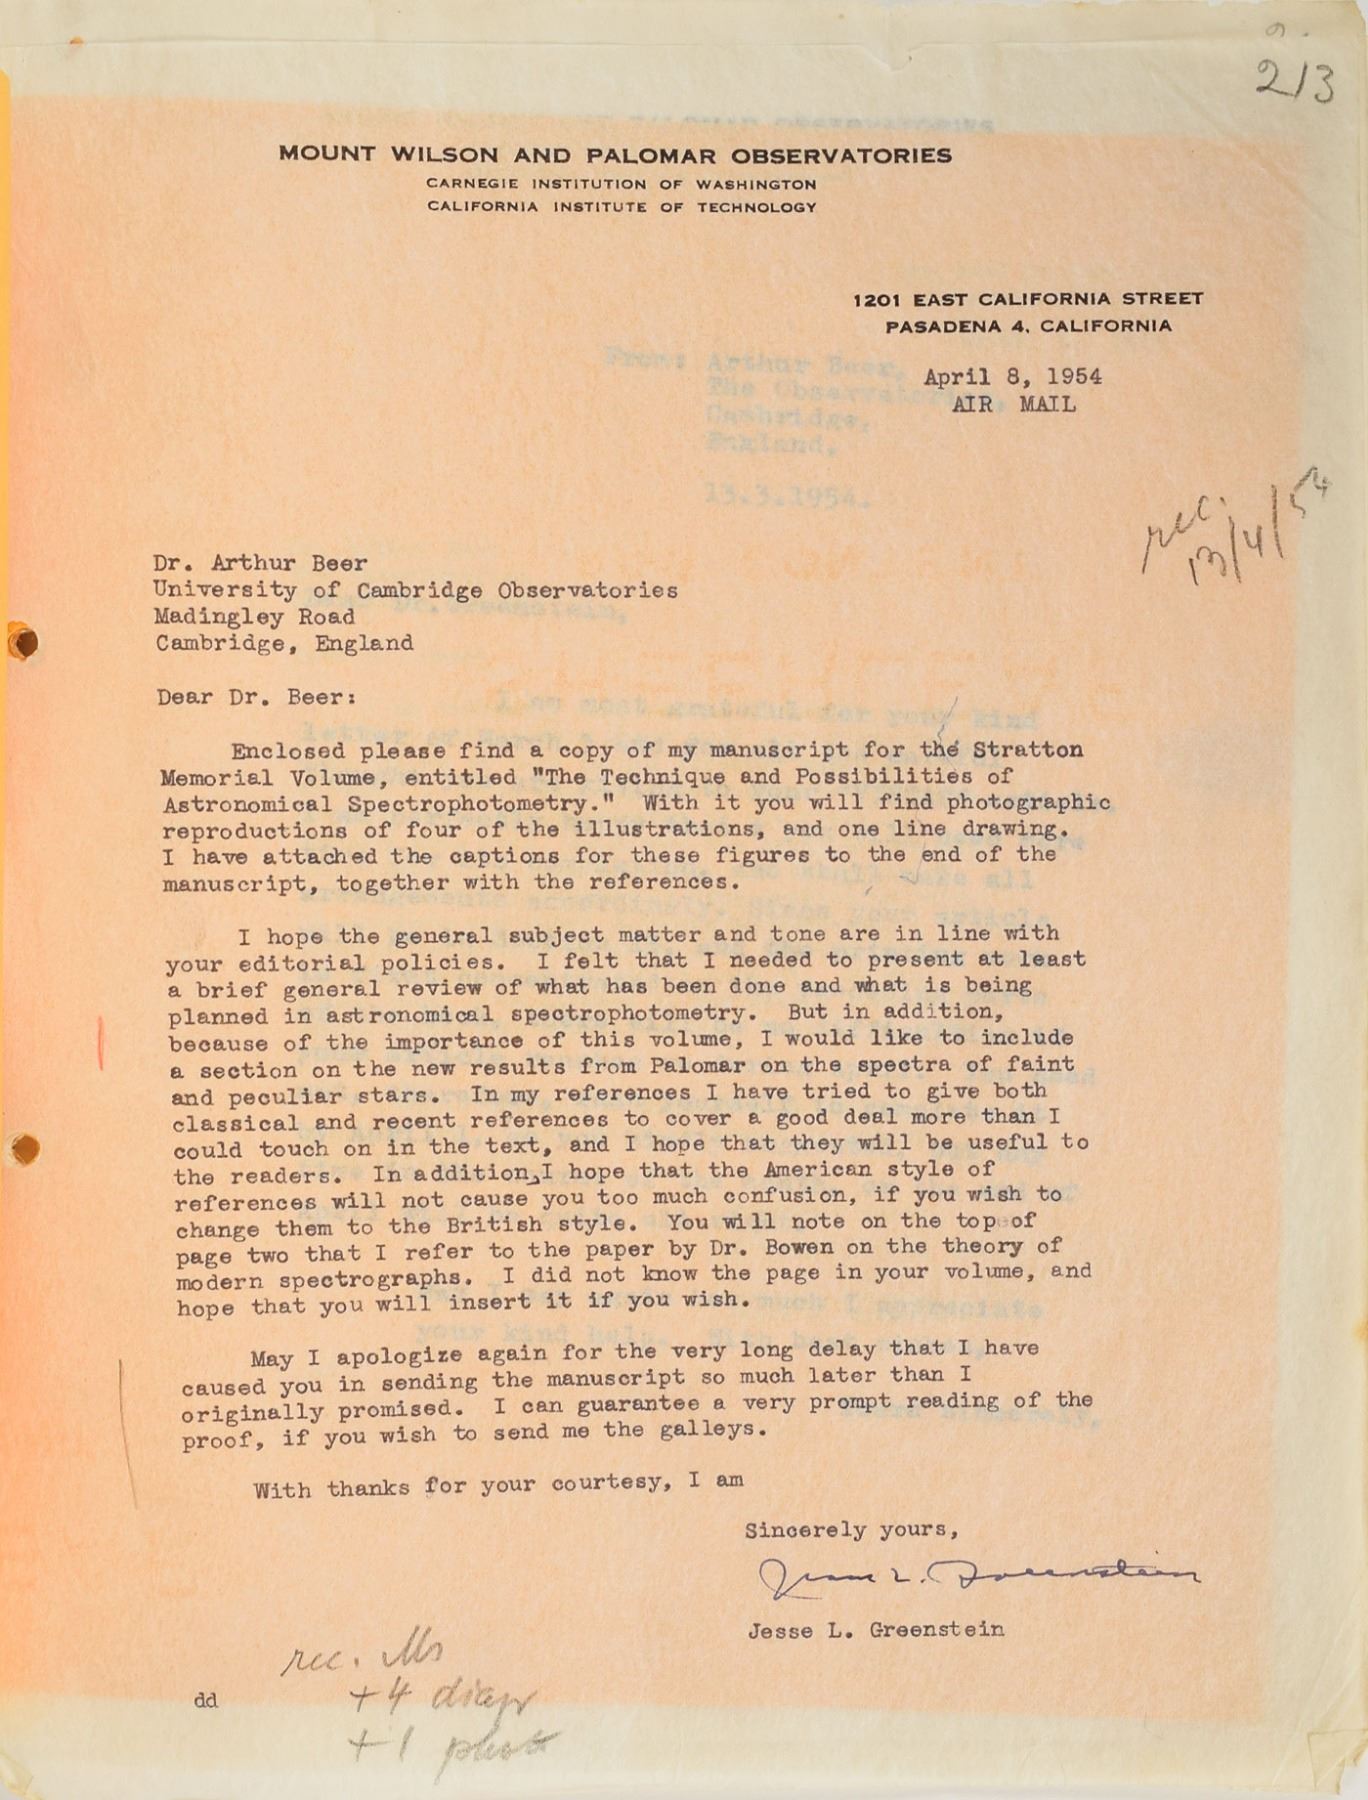 213
MOUNT WILSON AND PALOMAR OBSERVATORIES
CARNEGIE INSTITUTION OF WASHINGTON
CALIFORNIA INSTITUTE OF TECHNOLOGY
1201 EAST CALIFORNIA STREET
PASADENA 4, CALIFORNIA
April 8, 1954
AIR MAIL
From: Arthur Beer,
The Observatories,
Cambridge,
England.
13.3.1954.
rec.
13/4/54
Dr. Arthur Beer
University of Cambridge Observatories
Madingley Road
Cambridge, England
Dear Dr. Beer:
Enclosed please find a copy of my manuscript for the Stratton
Memorial Volume, entitled "The Technique and Possibilities of
Astronomical Spectrophotometry." With it you will find photographic
reproductions of four of the illustrations, and one line drawing.
I have attached the captions for these figures to the end of the
manuscript, together with the references.
I hope the general subject matter and tone are in line with
your editorial policies. I felt that I needed to present at least
a brief general review of what has been done and what is being
planned in astronomical spectrophotometry. But in addition,
because of the importance of this volume, I would like to include
a section on the new results from Palomar on the spectra of faint
and peculiar stars. In my references I have tried to give both
classical and recent references to cover a good deal more than I
could touch on in the text, and I hope that they will be useful to
the readers. In addition, I hope that the American style of
references will not cause you too much confusion, if you wish to
change them to the British style. You will note on the top of
page two that I refer to the paper by Dr. Bowen on the theory of
modern spectrographs. I did not know the page in your volume, and
hope that you will insert it if you wish.
May I apologize again for the very long delay that I have
caused you in sending the manuscript so much later than I
originally promised. I can guarantee a very prompt reading of the
proof, if you wish to send me the galleys.
With thanks for your courtesy, I am
Sincerely yours,
Jesse L. Greenstein
Jesse L. Greenstein
rec. Ms
dd
+4 diagr
+1 phot